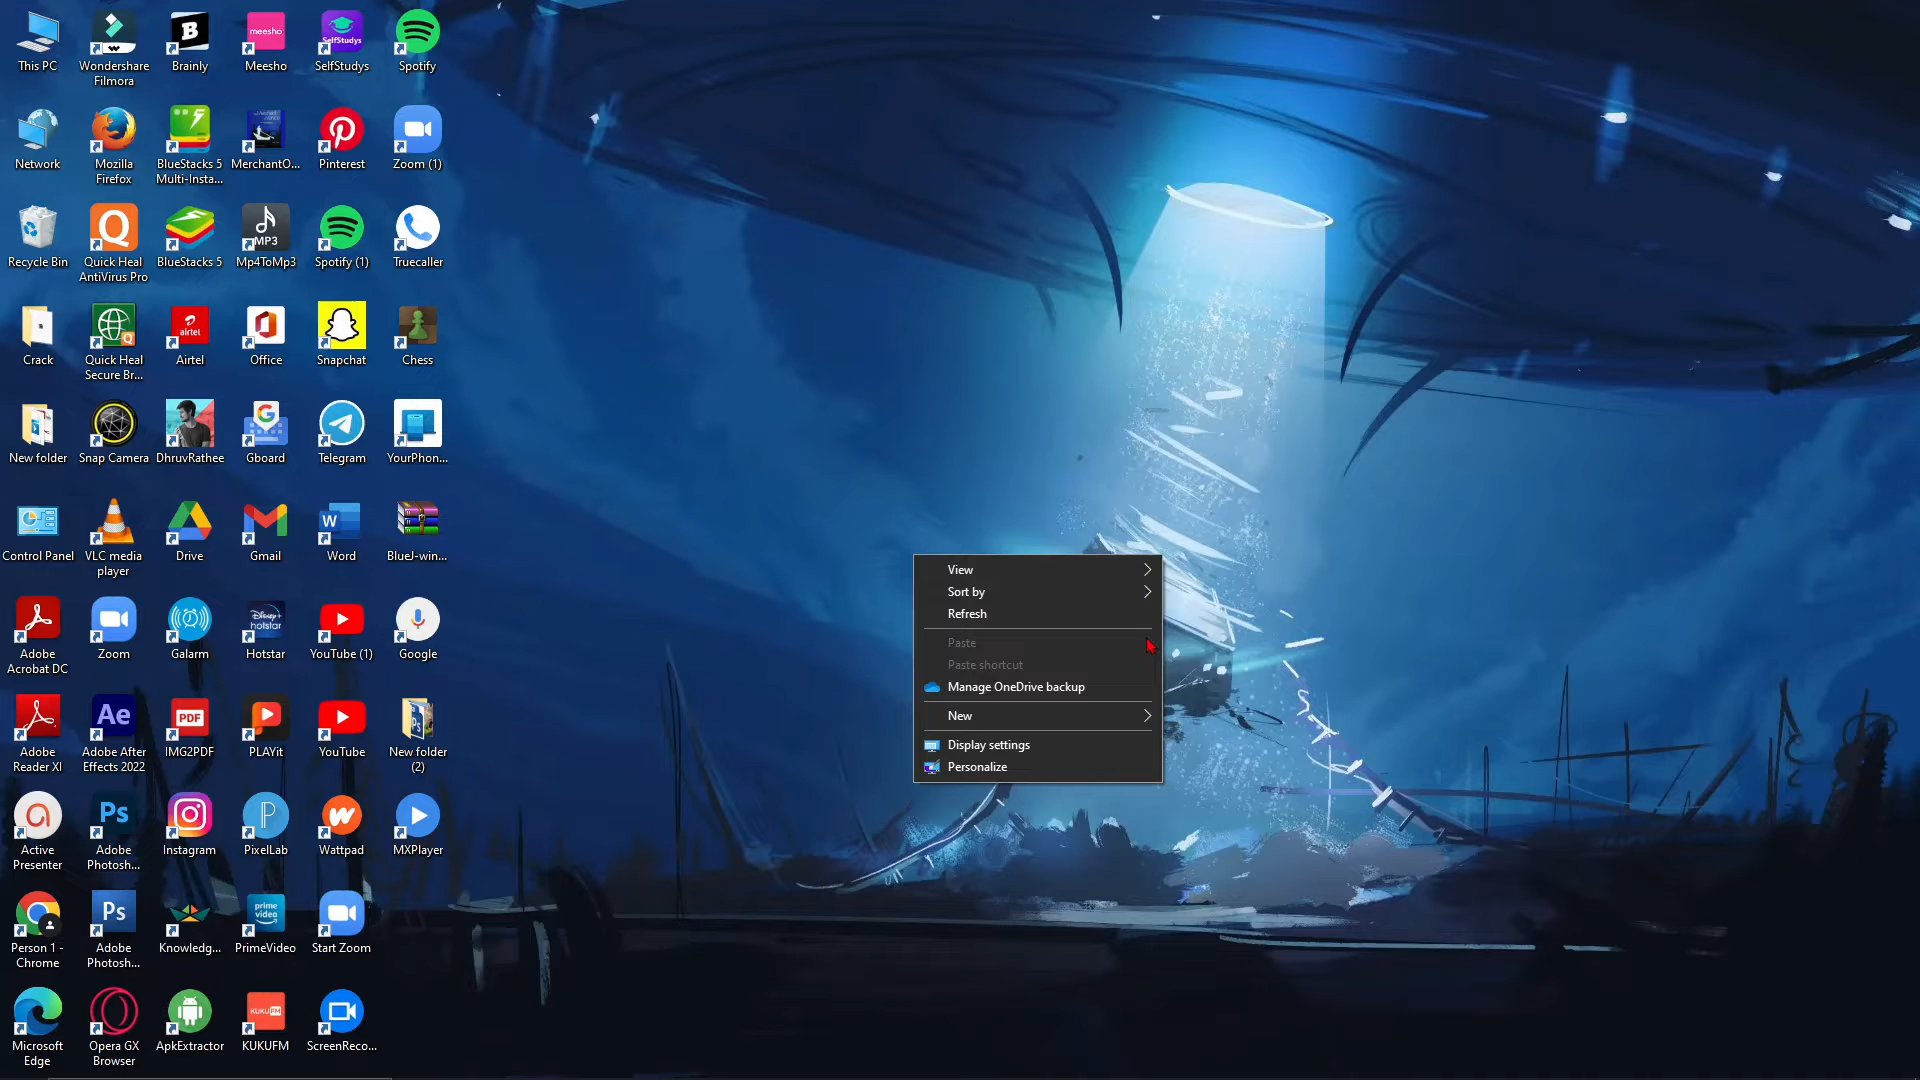 This PC
Wondershare
Filmora
Brainly
Meesho
SelfStudys
Spotify
Network
Mozilla
Firefox
BlueStacks 5
Multi-Insta...
MerchantO...
Pinterest
Zoom (1)
Recycle Bin
Quick Heal
AntiVirus Pro
BlueStacks 5
Mp4ToMp3
Spotify (1)
Truecaller
Crack
Quick Heal
Secure Br...
Airtel
Office
Snapchat
Chess
New folder
Snap Camera
DhruvRathee
Gboard
Telegram
YourPhon...
Control Panel
VLC media
player
Drive
Gmail
Word
BlueJ-win...
Adobe
Acrobat DC
Zoom
Galarm
Hotstar
YouTube (1)
Google
Adobe
Reader XI
Adobe After
Effects 2022
IMG2PDF
PLAYit
YouTube
New folder
(2)
Active
Presenter
Adobe
Photosh...
Instagram
PixelLab
Wattpad
MXPlayer
Person 1 -
Chrome
Adobe
Photosh...
Knowledg...
PrimeVideo
Start Zoom
Microsoft
Edge
Opera GX
Browser
ApkExtractor
KUKUFM
ScreenReco...
View
Sort by
Refresh
Paste
Paste shortcut
Manage OneDrive backup
New
Display settings
Personalize